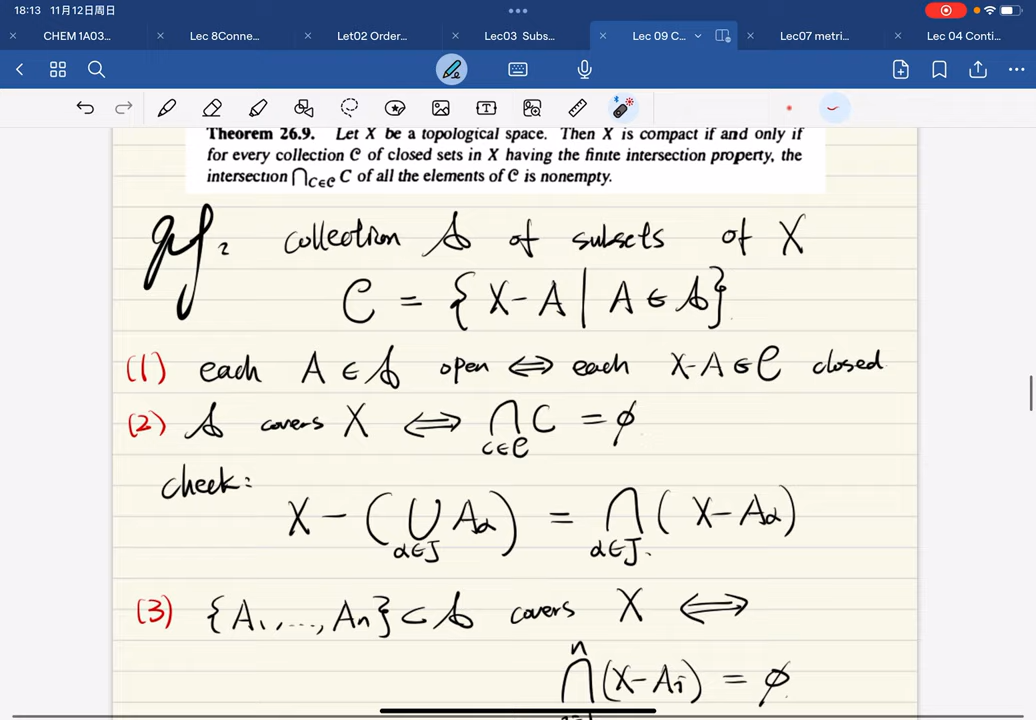 18:13 11月12日周日
CHEM 1A03...
Lec 8Conne...
Let02 Order...
Lec03 Subs...
Lec 09 C...
Lec07 metri...
Lec 04 Conti...
Theorem 26.9. Let X be a topological space. Then X is compact if and only if
for every collection 𝒞 of closed sets in X having the finite intersection property, the
intersection ⋂_{C∈𝒞} C of all the elements of 𝒞 is nonempty.
pf: collection 𝒜 of subsets of X
𝒞 = {X-A | A ∈ 𝒜}.
(1) each A ∈ 𝒜 open ⟺ each X-A ∈ 𝒞 closed
(2) 𝒜 covers X ⟺ ⋂_{C∈𝒞} C = ϕ
check:
X - (⋃_{α∈J} Aα) = ⋂_{α∈J} (X-Aα)
(3) {A1,...,An} ⊂ 𝒜 covers X ⟺
⋂^n (X-Ai) = ϕ